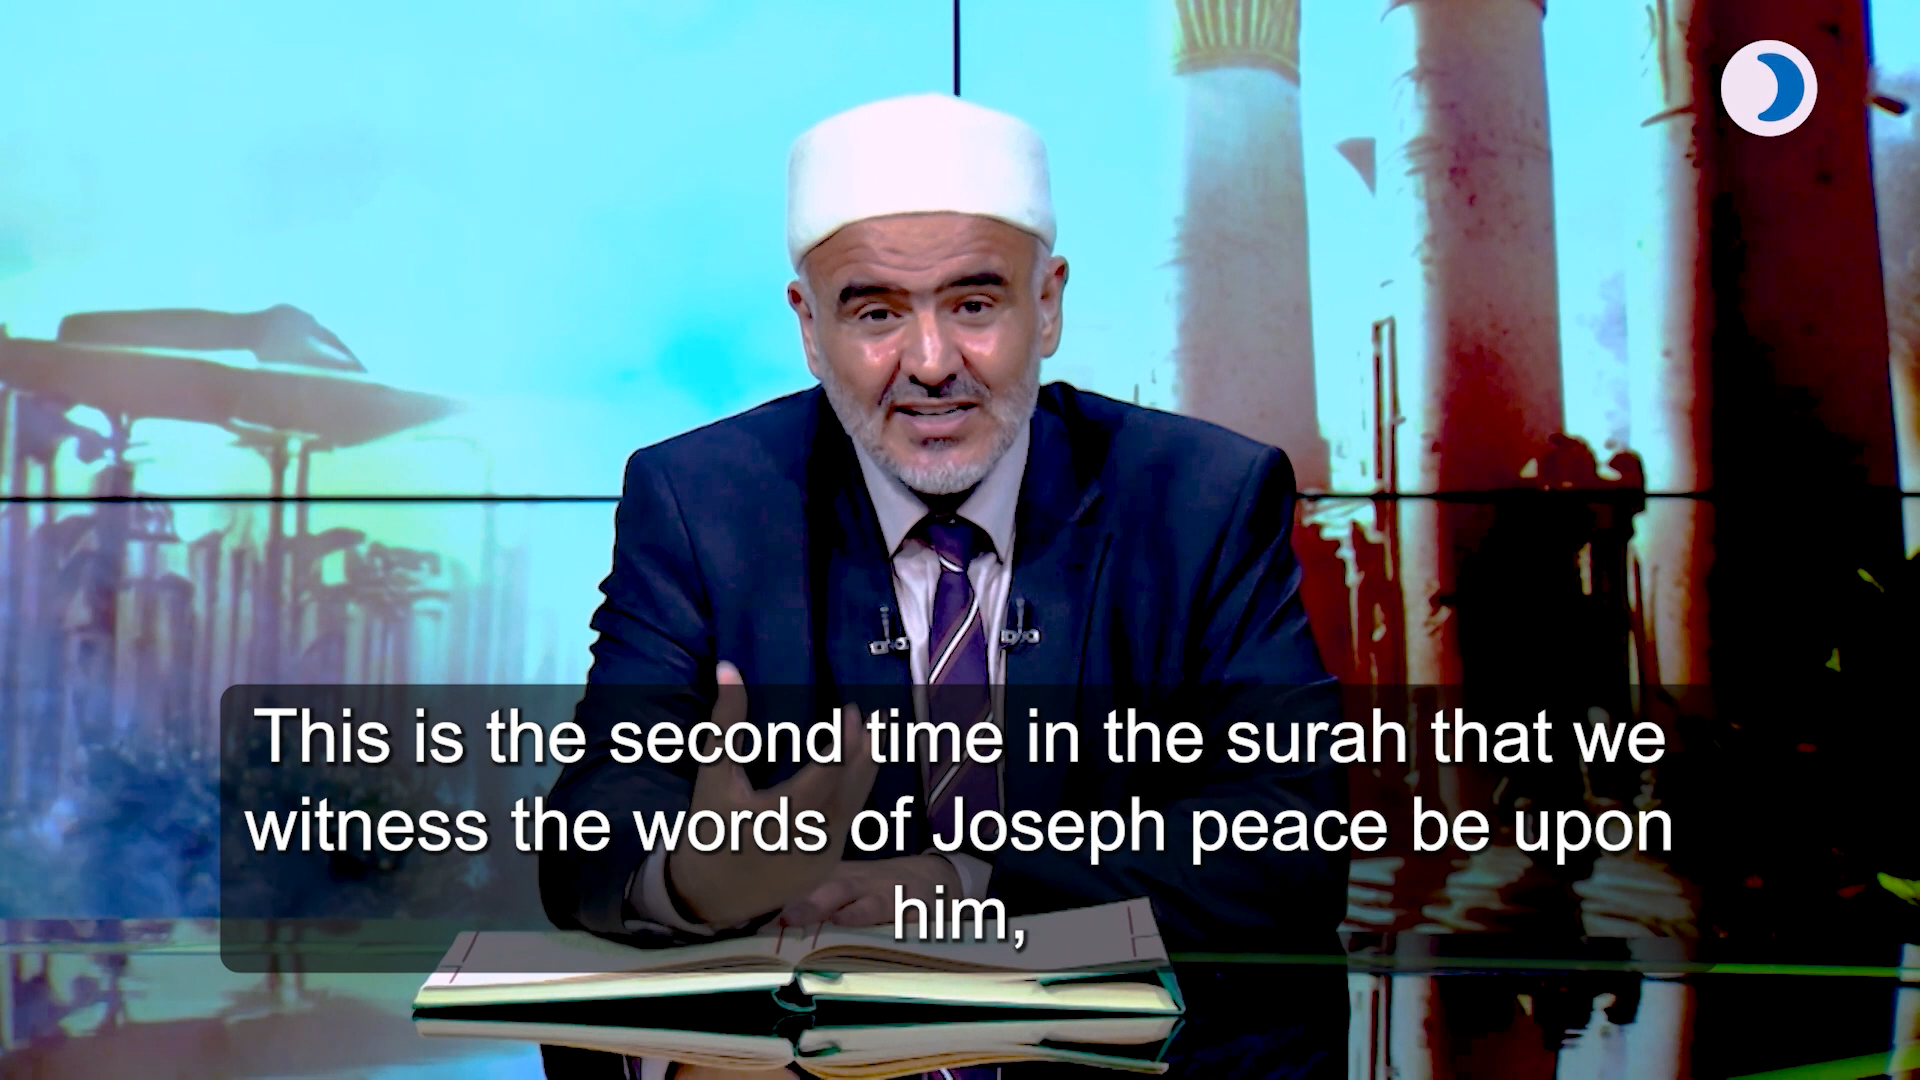 This is the second time in the surah that we
witness the words of Joseph peace be upon
him,